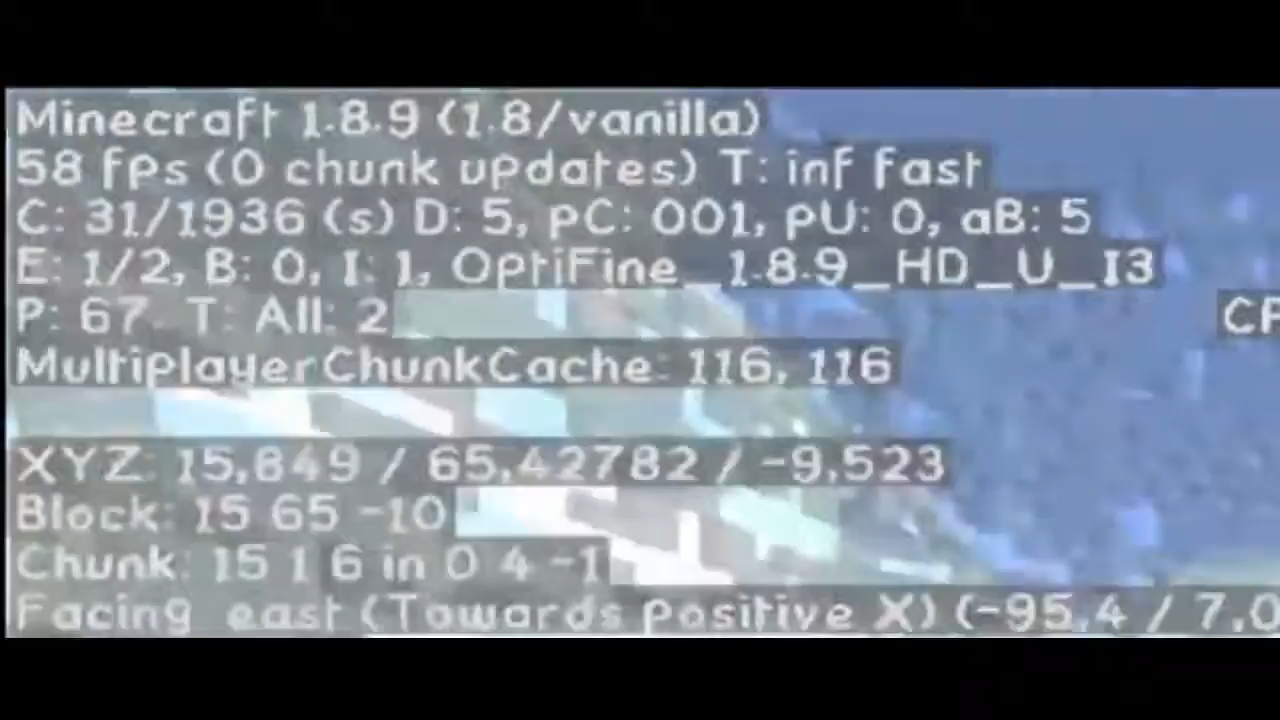 Minecraft 1.8.9 (1.8/vanilla)
58 fps (0 chunk updates) T: inf fast
C: 31/1936 (s) D: 5, pC: 001, pU: 0, aB: 5
E: 1/2, B: 0, I: 1, OptiFine_1.8.9_HD_U_I3
P: 67. T: All: 2
CP
MultiplayerChunkCache: 116, 116
XYZ: 15,849 / 65,42782 / -9,523
Block: 15 65 -10
Chunk: 15 1 6 in 0 4 -1
Facing: east (Towards positive X) (-95,4 / 7,0